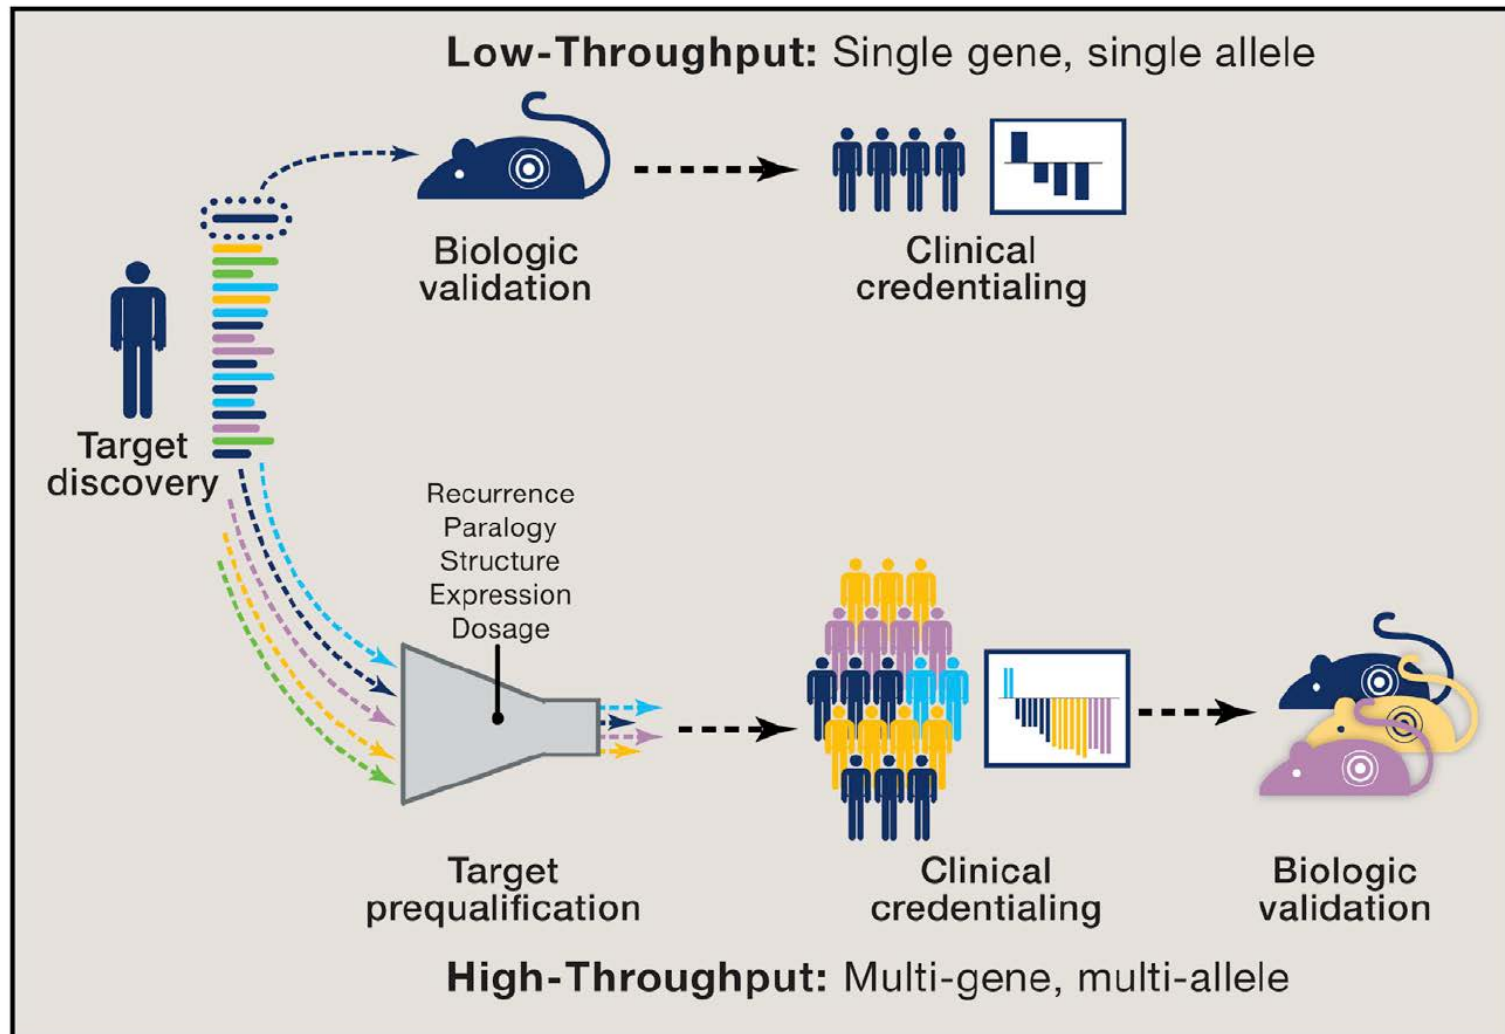 Low-Throughput: Single gene, single allele
Biologic
validation
Clinical
credentialing
Target
discovery
Recurrence
Paralogy
Structure
Expression
Dosage
Target
prequalification
Clinical
credentialing
Biologic
validation
High-Throughput: Multi-gene, multi-allele